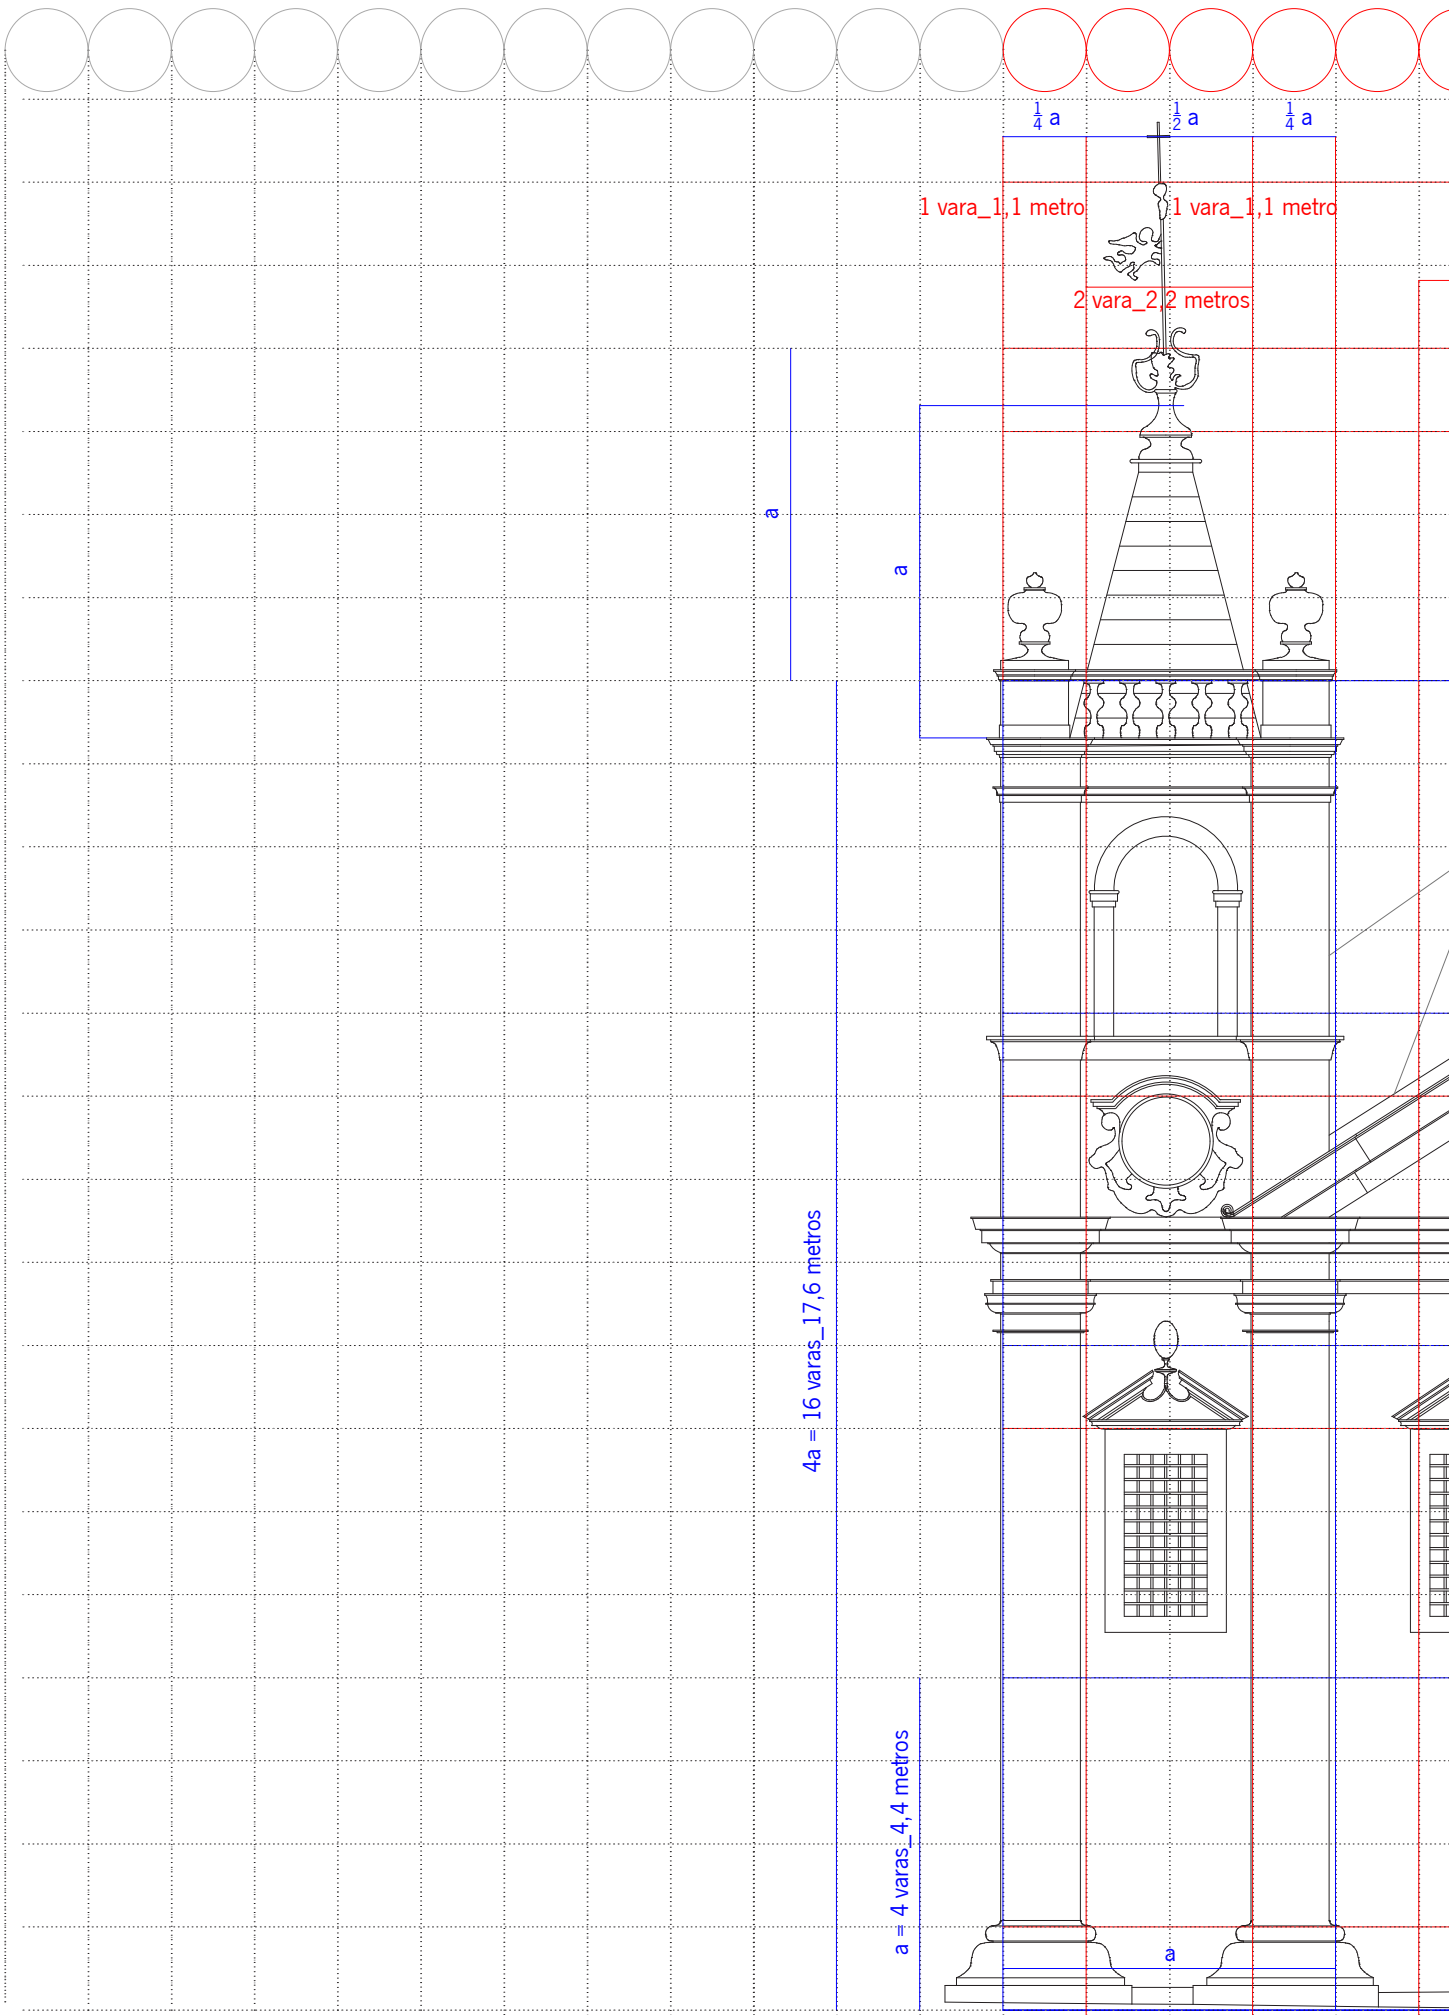 1/4 a
1/2 a
1/4 a
1 vara_1,1 metro
1 vara_1,1 metro
2 vara_2,2 metros
a
a
4a = 16 varas_17,6 metros
a = 4 varas_4,4 metros
a